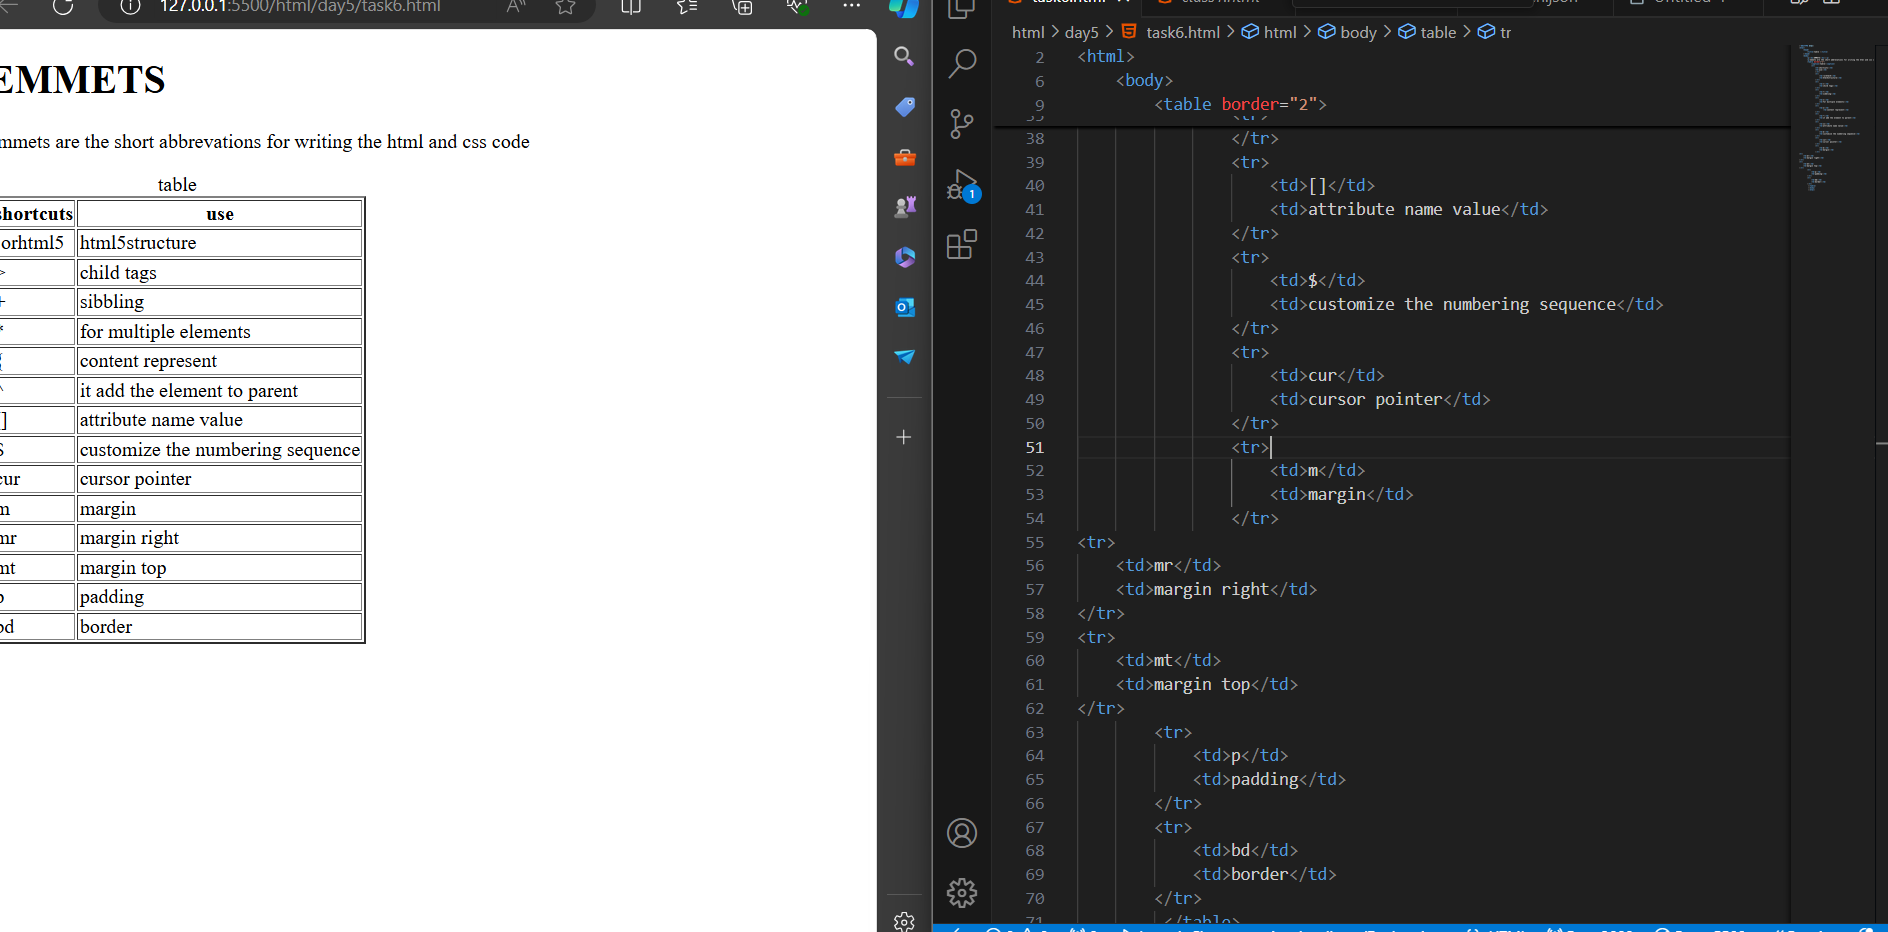 127.0.0.1:5500/html/day5/task6.html
EMMETS
mmets are the short abbrevations for writing the html and css code
table
shortcuts use
orhtml5 html5structure
> child tags
+ sibbling
* for multiple elements
content represent
^ it add the element to parent
[] attribute name value
$ customize the numbering sequence
cur cursor pointer
m margin
mr margin right
mt margin top
p padding
bd border
html > day5 > task6.html > html > body > table > tr
2 <html>
6 <body>
9 <table border="2">
38 </tr>
39 <tr>
40 <td>[]</td>
41 <td>attribute name value</td>
42 </tr>
43 <tr>
44 <td>$</td>
45 <td>customize the numbering sequence</td>
46 </tr>
47 <tr>
48 <td>cur</td>
49 <td>cursor pointer</td>
50 </tr>
51 <tr>
52 <td>m</td>
53 <td>margin</td>
54 </tr>
55 <tr>
56 <td>mr</td>
57 <td>margin right</td>
58 </tr>
59 <tr>
60 <td>mt</td>
61 <td>margin top</td>
62 </tr>
63 <tr>
64 <td>p</td>
65 <td>padding</td>
66 </tr>
67 <tr>
68 <td>bd</td>
69 <td>border</td>
70 </tr>
71 </table>
1